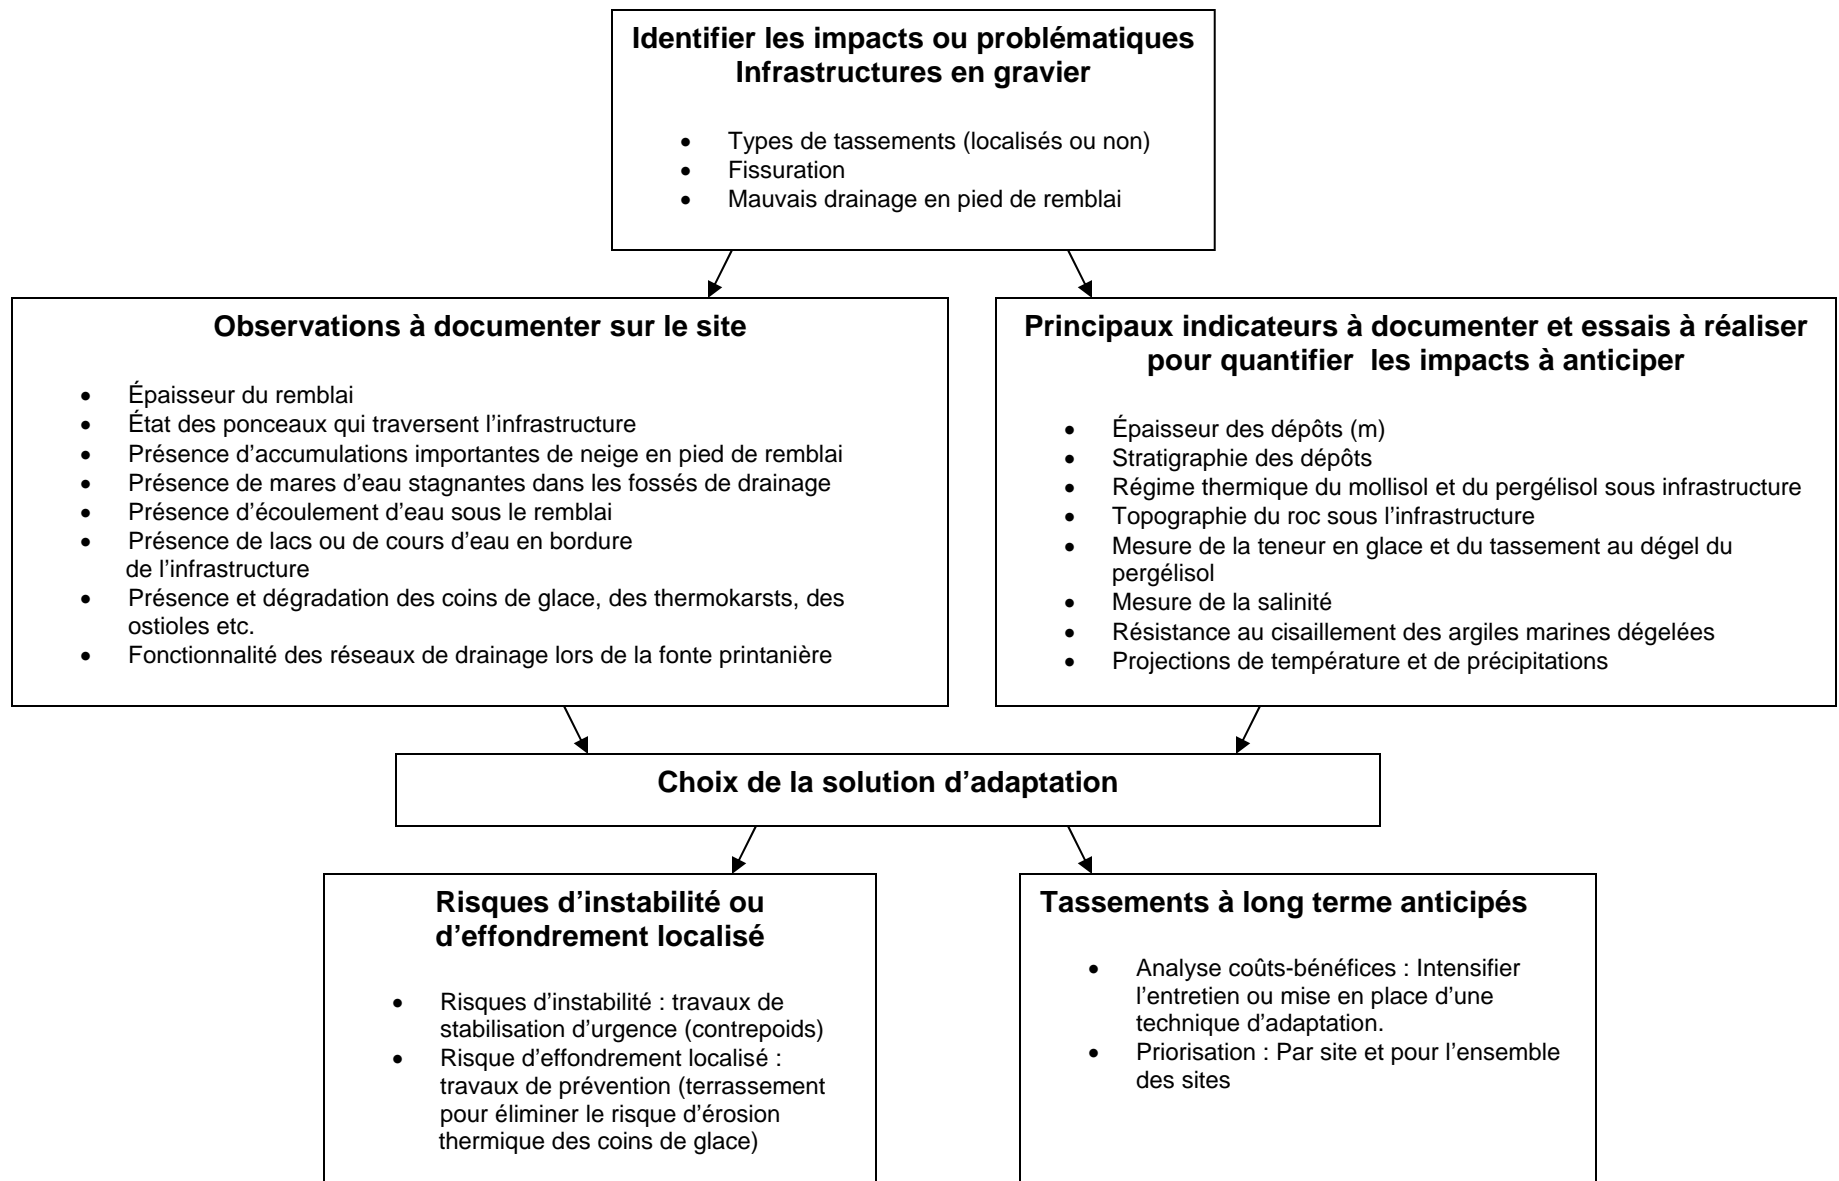 Identifier les impacts ou problématiques
Infrastructures en gravier
• Types de tassements (localisés ou non)
• Fissuration
• Mauvais drainage en pied de remblai
Observations à documenter sur le site
• Épaisseur du remblai
• État des ponceaux qui traversent l’infrastructure
• Présence d’accumulations importantes de neige en pied de remblai
• Présence de mares d’eau stagnantes dans les fossés de drainage
• Présence d’écoulement d’eau sous le remblai
• Présence de lacs ou de cours d’eau en bordure
de l’infrastructure
• Présence et dégradation des coins de glace, des thermokarsts, des
ostioles etc.
• Fonctionnalité des réseaux de drainage lors de la fonte printanière
Principaux indicateurs à documenter et essais à réaliser
pour quantifier les impacts à anticiper
• Épaisseur des dépôts (m)
• Stratigraphie des dépôts
• Régime thermique du mollisol et du pergélisol sous infrastructure
• Topographie du roc sous l’infrastructure
• Mesure de la teneur en glace et du tassement au dégel du
pergélisol
• Mesure de la salinité
• Résistance au cisaillement des argiles marines dégelées
• Projections de température et de précipitations
Choix de la solution d’adaptation
Risques d’instabilité ou
d’effondrement localisé
• Risques d’instabilité : travaux de
stabilisation d’urgence (contrepoids)
• Risque d’effondrement localisé :
travaux de prévention (terrassement
pour éliminer le risque d’érosion
thermique des coins de glace)
Tassements à long terme anticipés
• Analyse coûts-bénéfices : Intensifier
l’entretien ou mise en place d’une
technique d’adaptation.
• Priorisation : Par site et pour l’ensemble
des sites